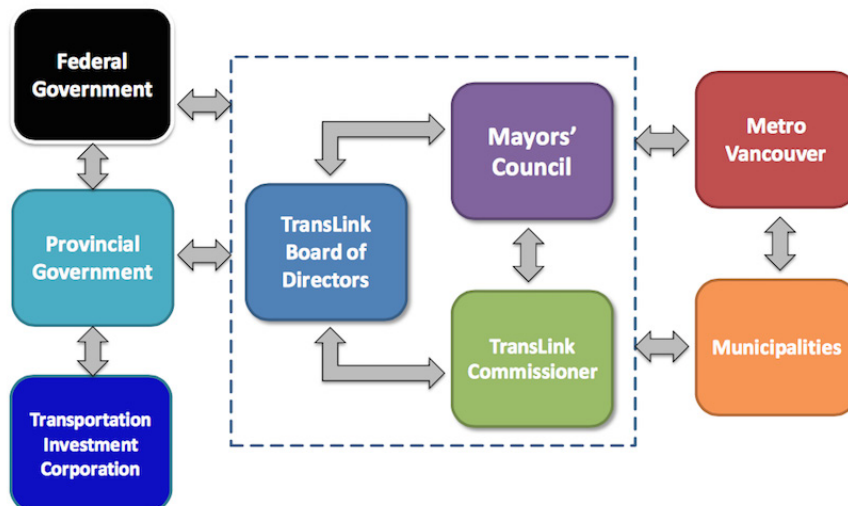 Federal
Government
Mayors’
Council
Metro
Vancouver
TransLink
Board of
Directors
Provincial
Government
TransLink
Commissioner
Municipalities
Transportation
Investment
Corporation